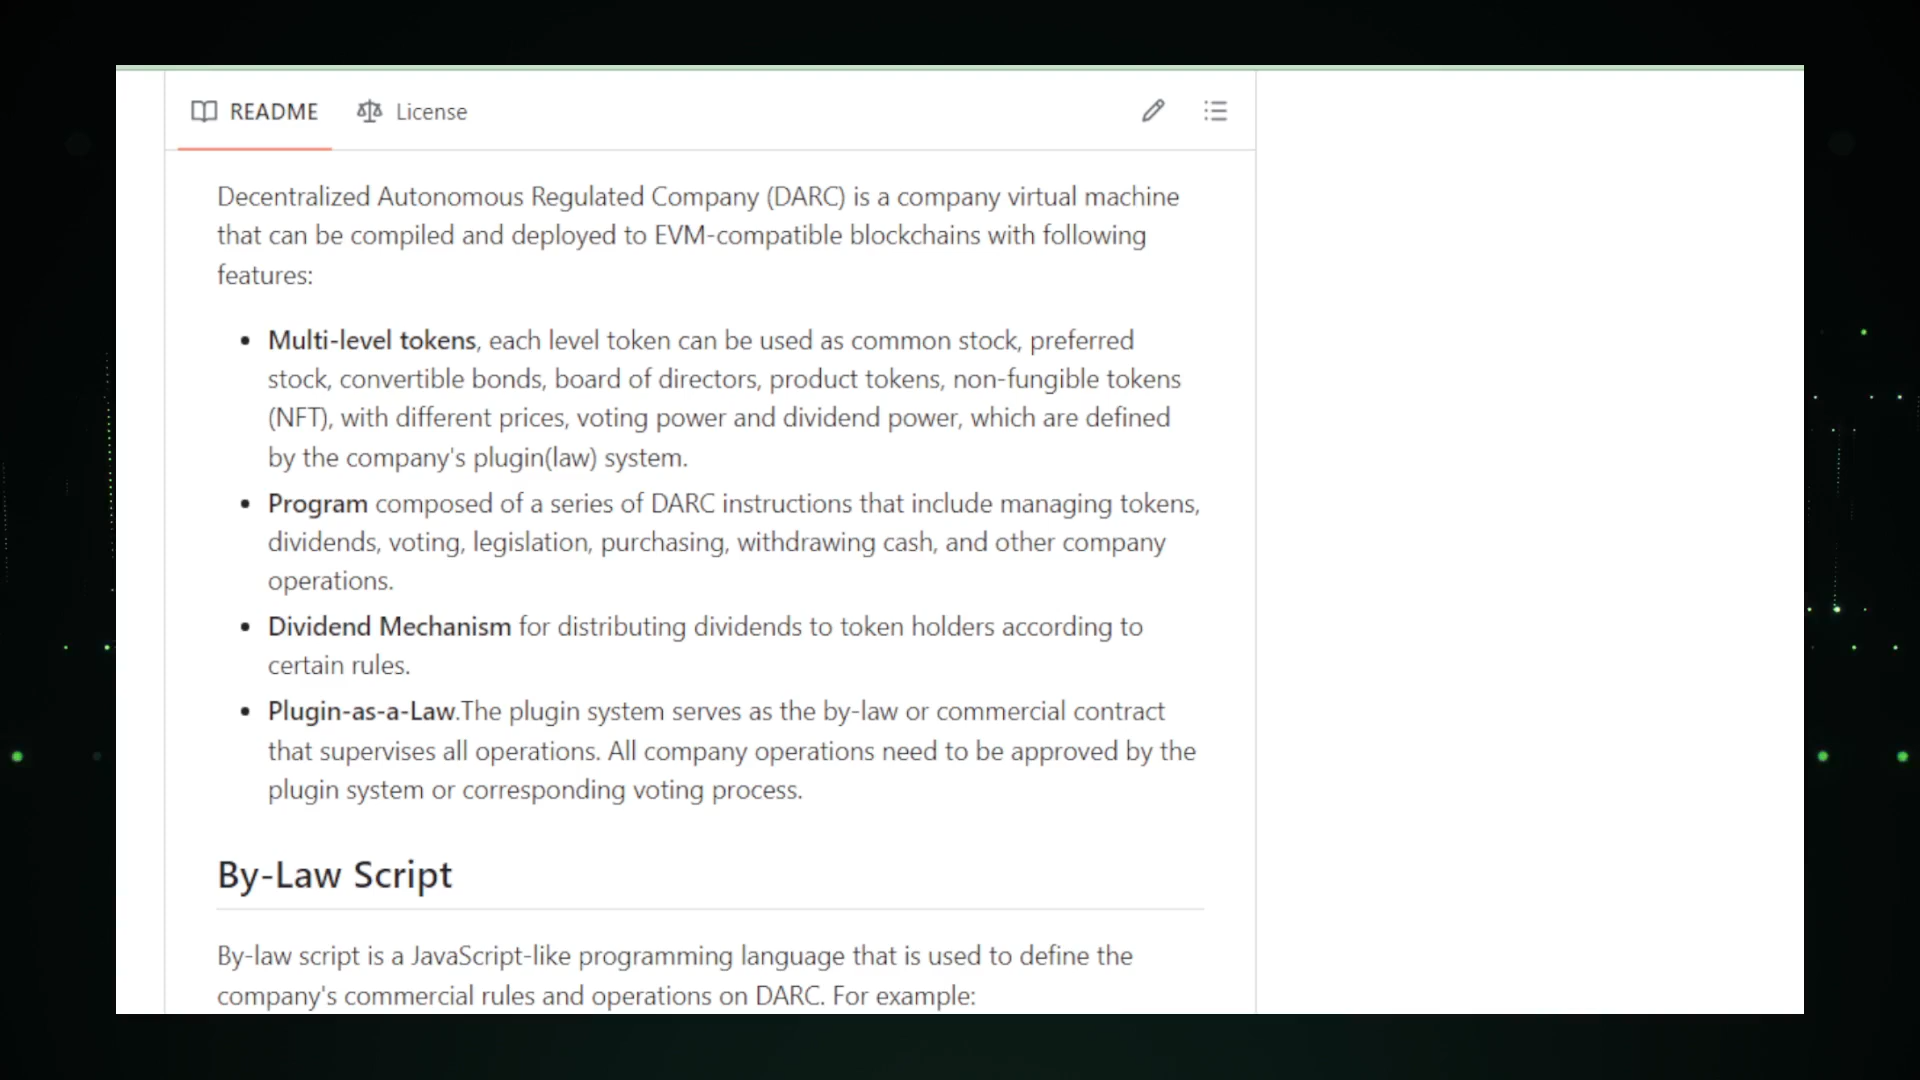 README License
Decentralized Autonomous Regulated Company (DARC) is a company virtual machine
that can be compiled and deployed to EVM-compatible blockchains with following
features:
• Multi-level tokens, each level token can be used as common stock, preferred
stock, convertible bonds, board of directors, product tokens, non-fungible tokens
(NFT), with different prices, voting power and dividend power, which are defined
by the company's plugin(law) system.
• Program composed of a series of DARC instructions that include managing tokens,
dividends, voting, legislation, purchasing, withdrawing cash, and other company
operations.
• Dividend Mechanism for distributing dividends to token holders according to
certain rules.
• Plugin-as-a-Law.The plugin system serves as the by-law or commercial contract
that supervises all operations. All company operations need to be approved by the
plugin system or corresponding voting process.
By-Law Script
By-law script is a JavaScript-like programming language that is used to define the
company's commercial rules and operations on DARC. For example: